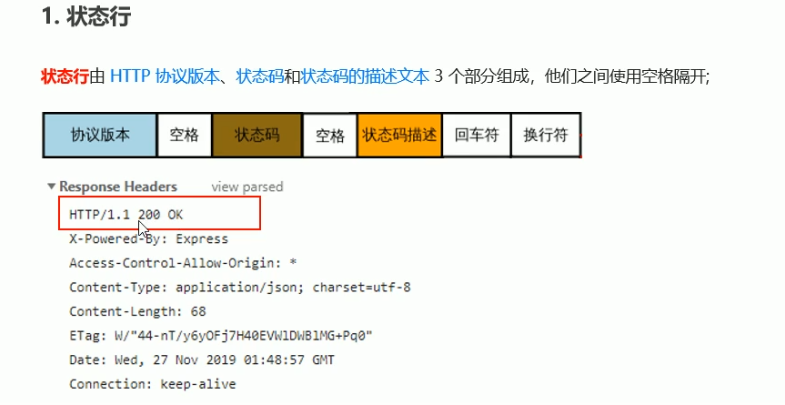 1. 状态行
状态行由 HTTP 协议版本、状态码和状态码的描述文本 3 个部分组成，他们之间使用空格隔开;
协议版本 空格 状态码 空格 状态码描述 回车符 换行符
▼Response Headers view parsed
HTTP/1.1 200 OK
X-Powered-By: Express
Access-Control-Allow-Origin: *
Content-Type: application/json; charset=utf-8
Content-Length: 68
ETag: W/"44-nT/y6yOFj7H40EVWlDWBlMG+Pq0"
Date: Wed, 27 Nov 2019 01:48:57 GMT
Connection: keep-alive